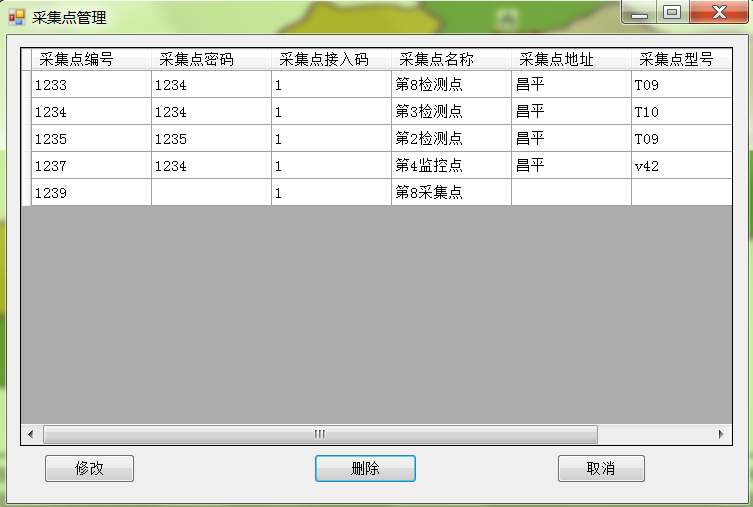 采集点管理
采集点编号 采集点密码 采集点接入码 采集点名称 采集点地址 采集点型号
1233 1234 1 第8检测点 昌平 T09
1234 1234 1 第3检测点 昌平 T10
1235 1235 1 第2检测点 昌平 T09
1237 1234 1 第4监控点 昌平 v42
1239 1 第8采集点
修改 删除 取消